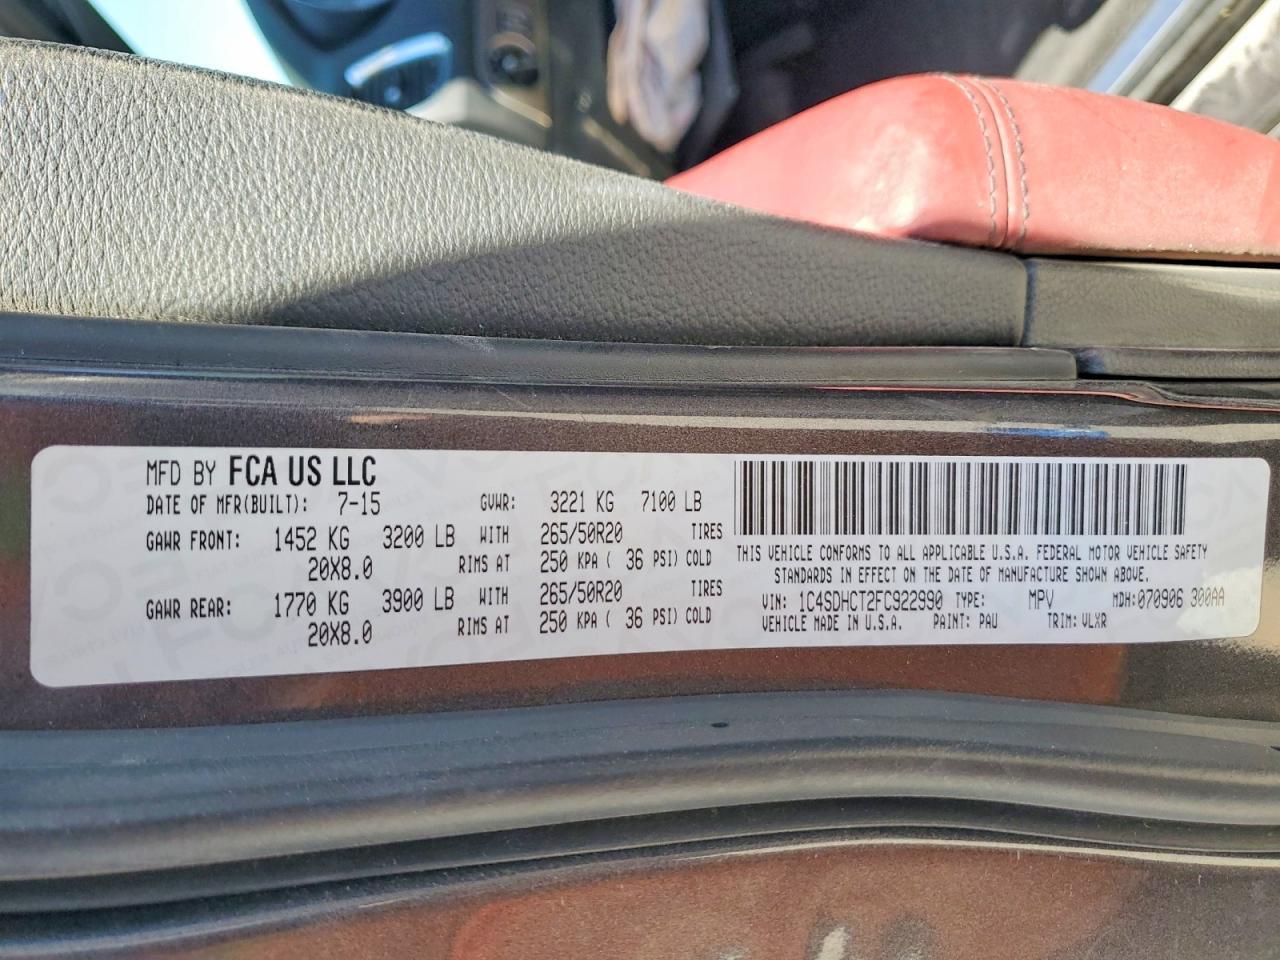 MFD BY FCA US LLC
DATE OF MFR(BUILT): 7-15 GVWR: 3221 KG 7100 LB
GAWR FRONT: 1452 KG 3200 LB WITH 265/50R20 TIRES
20X8.0 RIMS AT 250 KPA ( 36 PSI) COLD
GAWR REAR: 1770 KG 3900 LB WITH 265/50R20 TIRES
20X8.0 RIMS AT 250 KPA ( 36 PSI) COLD
THIS VEHICLE CONFORMS TO ALL APPLICABLE U.S.A. FEDERAL MOTOR VEHICLE SAFETY
STANDARDS IN EFFECT ON THE DATE OF MANUFACTURE SHOWN ABOVE.
VIN: 1C4SDHCT2FC922990 TYPE: MPV MDH:070906 300AA
VEHICLE MADE IN U.S.A. PAINT: PAU TRIM: VLXR